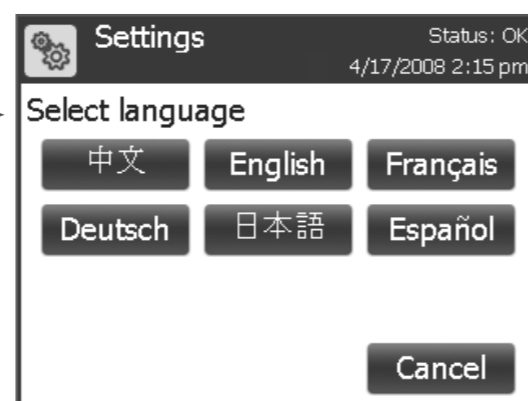 Settings
Status: OK
4/17/2008 2:15 pm
Select language
中文 English Français
Deutsch 日本語 Español
Cancel